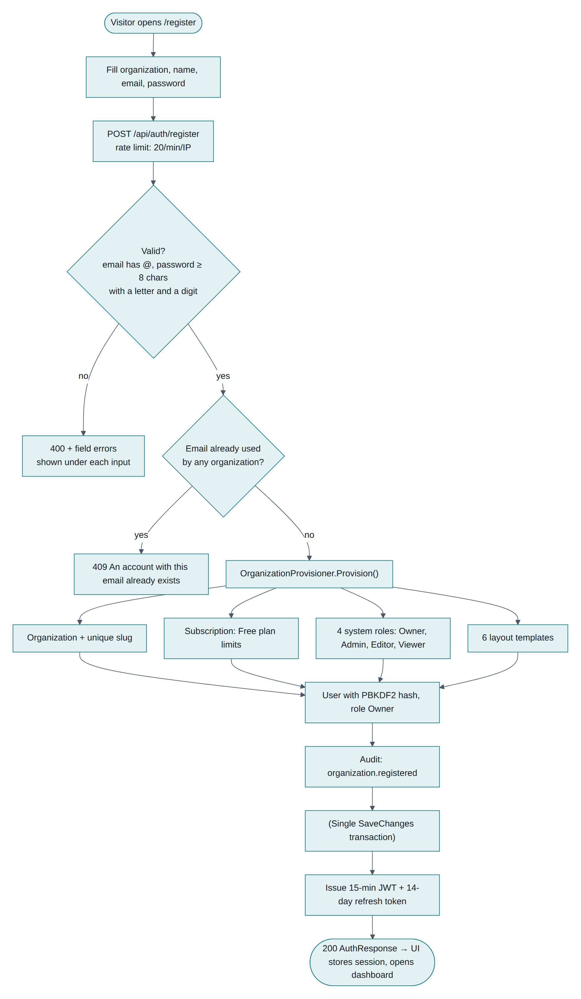 Visitor opens /register
Fill organization, name,
email, password
POST /api/auth/register
rate limit: 20/min/IP
Valid?
email has @, password ≥
8 chars
with a letter and a digit
no
yes
400 + field errors
shown under each input
Email already used
by any organization?
yes
no
409 An account with this
email already exists
OrganizationProvisioner.Provision()
Organization + unique slug
Subscription: Free plan
limits
4 system roles: Owner,
Admin, Editor, Viewer
6 layout templates
User with PBKDF2 hash,
role Owner
Audit:
organization.registered
(Single SaveChanges
transaction)
Issue 15-min JWT + 14-
day refresh token
200 AuthResponse → UI
stores session, opens
dashboard